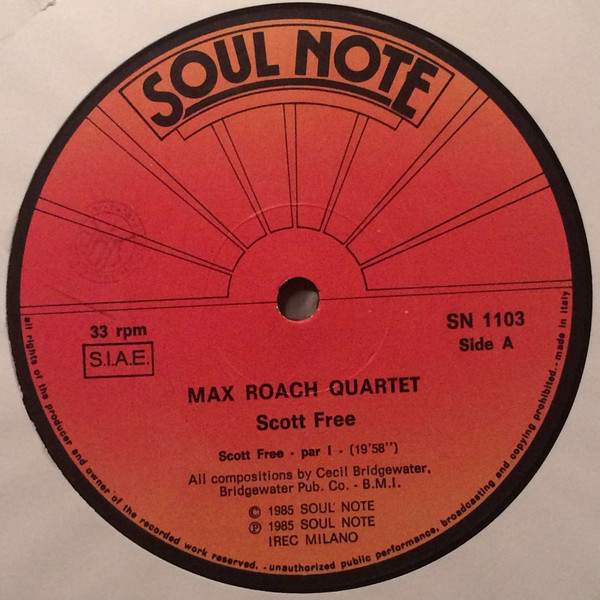 SOUL NOTE
33 rpm
S.I.A.E.
SN 1103
Side A
MAX ROACH QUARTET
Scott Free
Scott Free - par I - (19'58")
All compositions by Cecil Bridgewater.
Bridgewater Pub. Co. - B.M.I.
© 1985 SOUL NOTE
℗ 1985 SOUL NOTE
IREC MILANO
all rights of the producer and owner of the recorded work reserved. - unauthorized public performance, broadcasting and copying prohibited. - made in italy